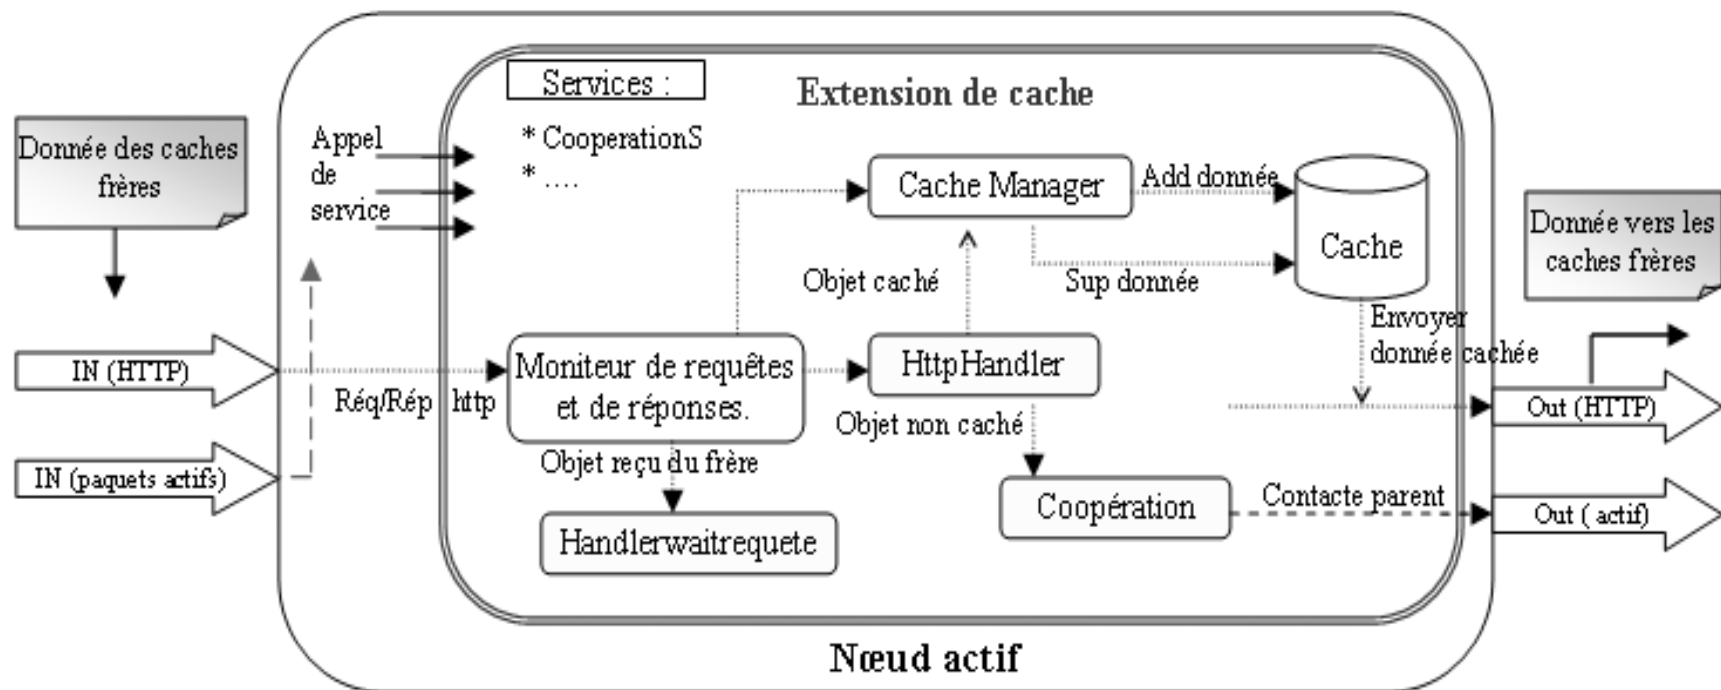 Services :
Extension de cache
* CooperationS
* ....
Appel
de
service
Donnée des caches
frères
Cache Manager
Add donnée
Cache
Donnée vers les
caches frères
Objet caché
Sup donnée
Envoyer
donnée cachée
IN (HTTP)
Réq/Rép http
Moniteur de requêtes
et de réponses.
HttpHandler
Out (HTTP)
Objet non caché
Objet reçu du frère
IN (paquets actifs)
Handlerwaitrequete
Coopération
Contacte parent
Out ( actif)
Nœud actif